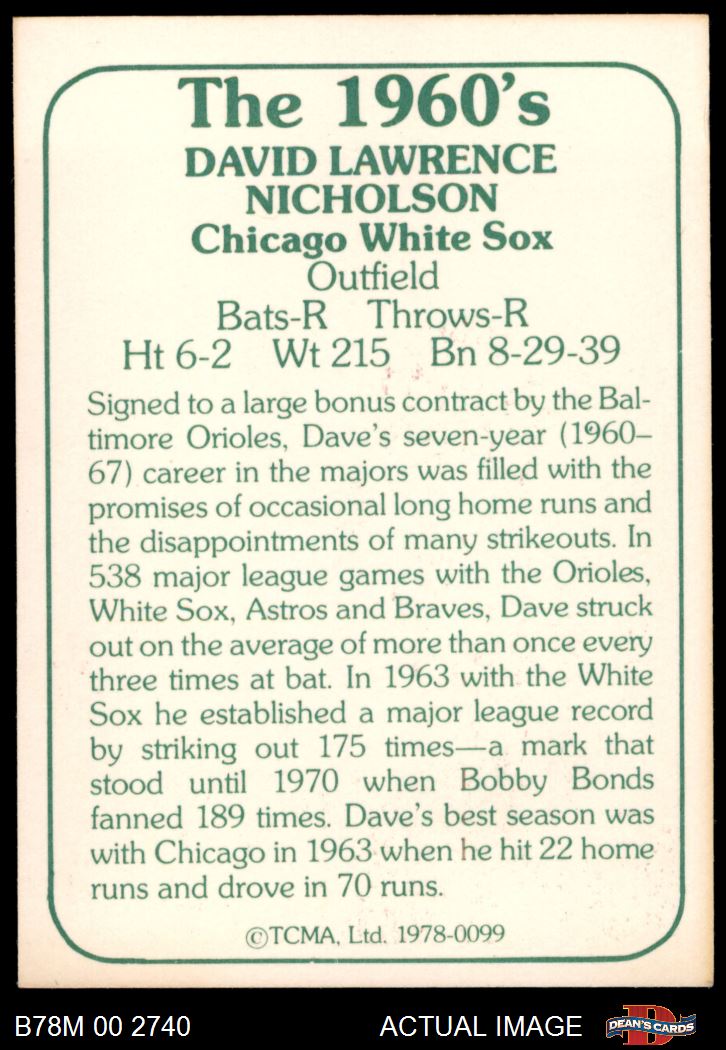 The 1960's
DAVID LAWRENCE
NICHOLSON
Chicago White Sox
Outfield
Bats-R Throws-R
Ht 6-2 Wt 215 Bn 8-29-39
Signed to a large bonus contract by the Bal-
timore Orioles, Dave's seven-year (1960–
67) career in the majors was filled with the
promises of occasional long home runs and
the disappointments of many strikeouts. In
538 major league games with the Orioles,
White Sox, Astros and Braves, Dave struck
out on the average of more than once every
three times at bat. In 1963 with the White
Sox he established a major league record
by striking out 175 times—a mark that
stood until 1970 when Bobby Bonds
fanned 189 times. Dave's best season was
with Chicago in 1963 when he hit 22 home
runs and drove in 70 runs.
©TCMA, Ltd. 1978-0099
B78M 00 2740 ACTUAL IMAGE D DEAN'S CARDS